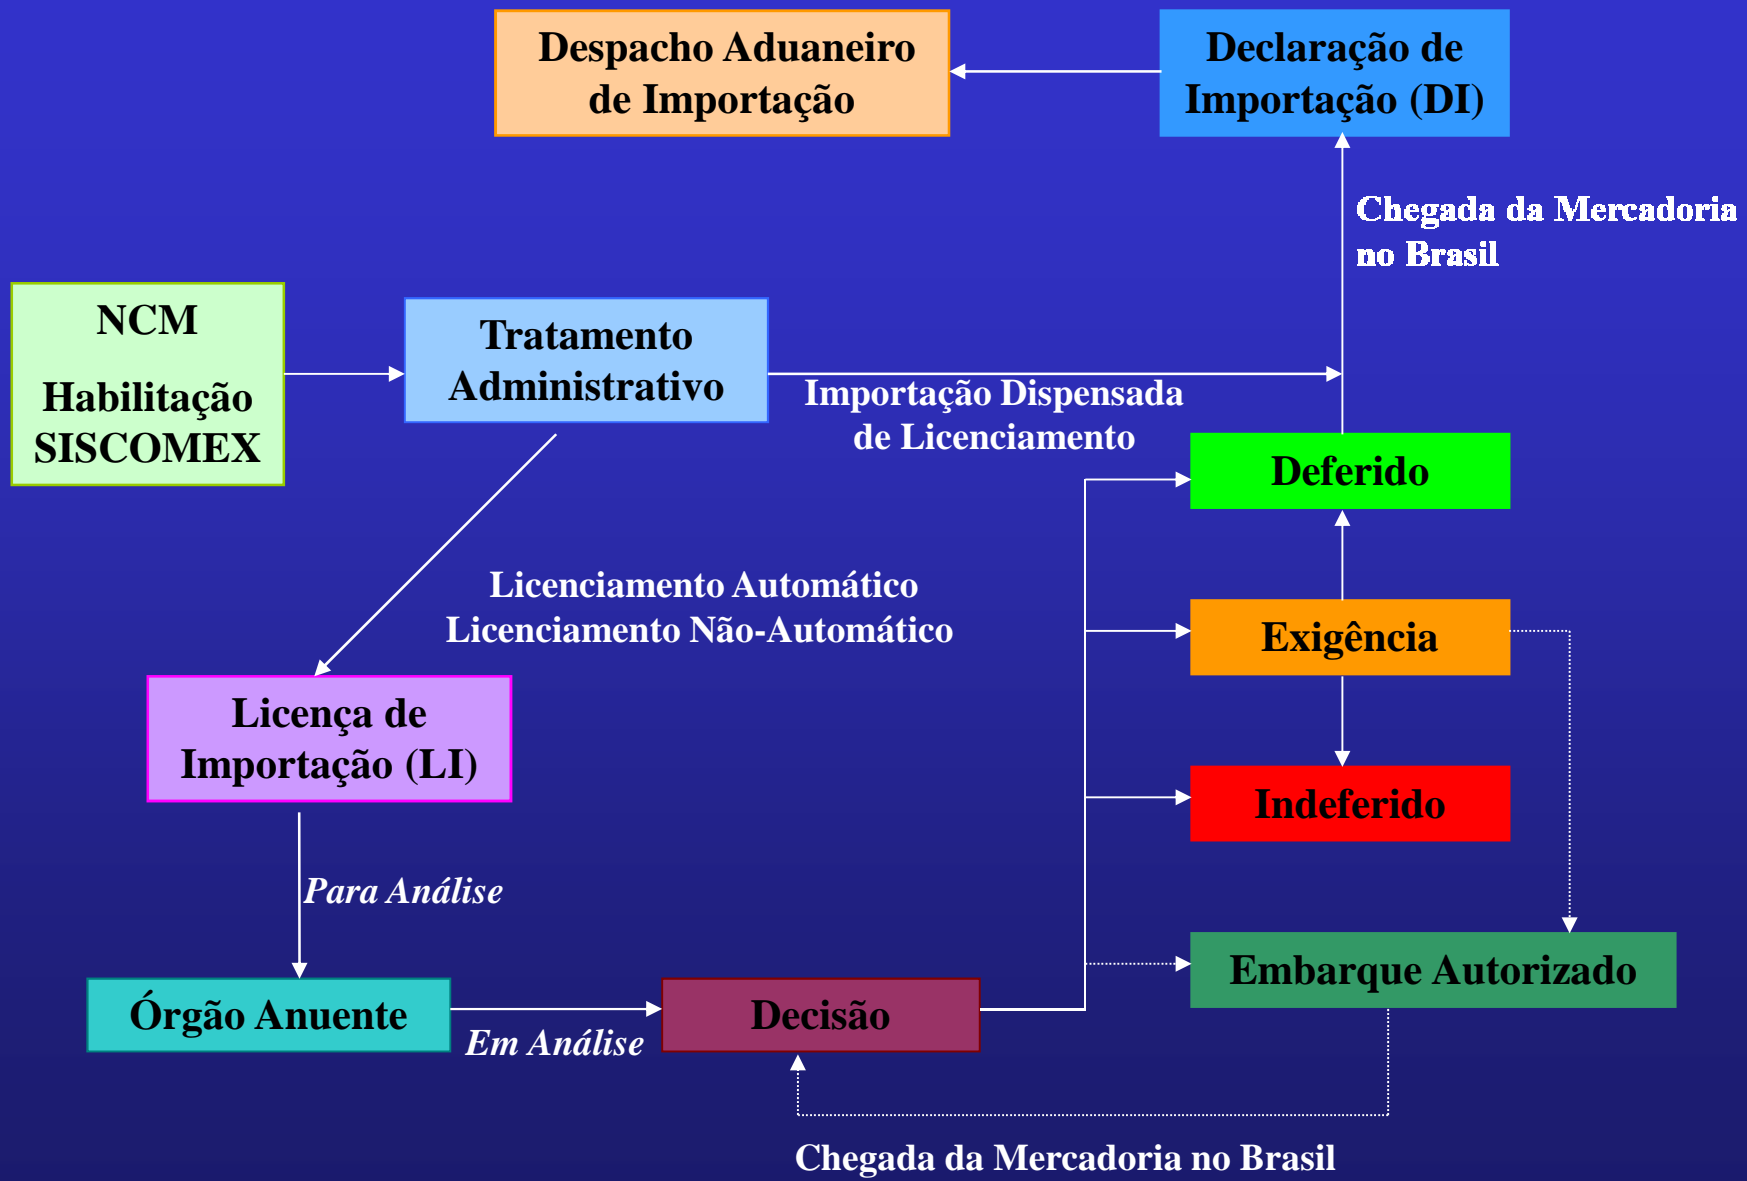 Despacho Aduaneiro
de Importação
Declaração de
Importação (DI)
Chegada da Mercadoria
no Brasil
NCM
Habilitação
SISCOMEX
Tratamento
Administrativo
Importação Dispensada
de Licenciamento
Deferido
Licenciamento Automático
Licenciamento Não-Automático
Exigência
Licença de
Importação (LI)
Indeferido
Para Análise
Embarque Autorizado
Órgão Anuente
Em Análise
Decisão
Chegada da Mercadoria no Brasil